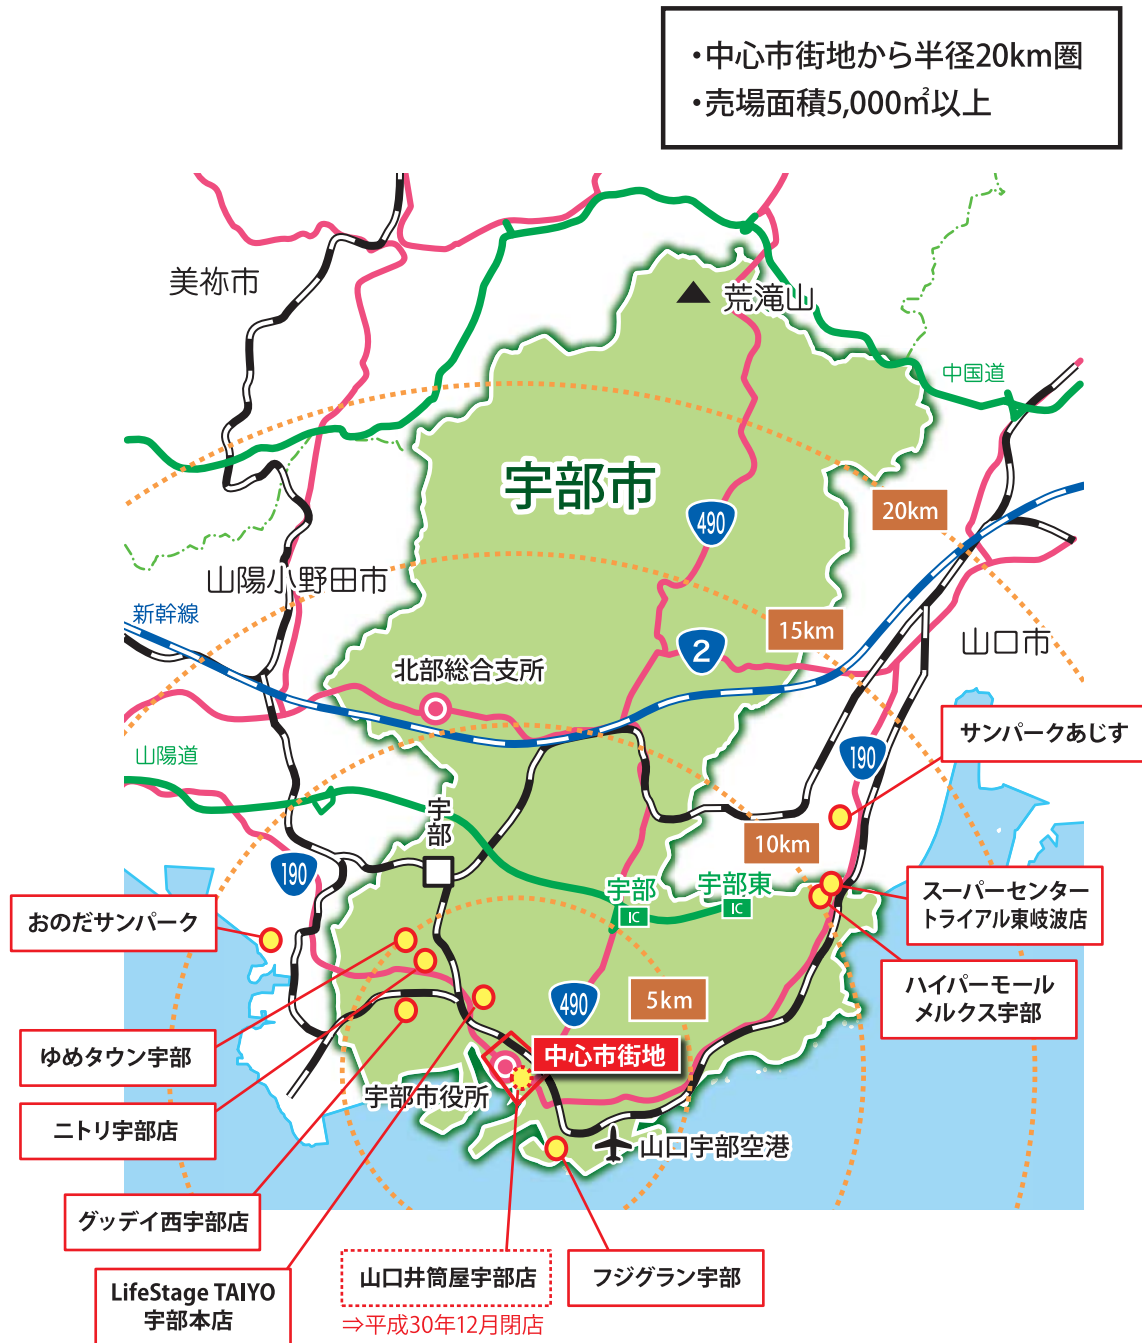 ・中心市街地から半径20km圏
・売場面積5,000㎡以上
美祢市
荒滝山
中国道
宇部市
20km
490
山陽小野田市
新幹線
15km
2
山口市
北部総合支所
サンパークあじす
山陽道
190
宇部
10km
190
宇部
宇部東
IC
IC
スーパーセンター
トライアル東岐波店
おのだサンパーク
ハイパーモール
メルクス宇部
490
5km
ゆめタウン宇部
中心市街地
宇部市役所
ニトリ宇部店
山口宇部空港
グッデイ西宇部店
LifeStage TAIYO
宇部本店
山口井筒屋宇部店
⇒平成30年12月閉店
フジグラン宇部